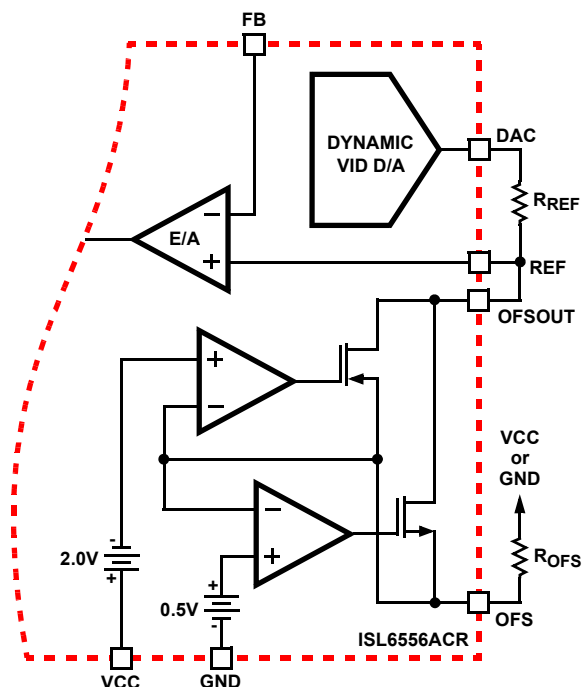 FB
DYNAMIC
VID D/A
DAC
RREF
E/A
−
+
REF
OFSOUT
+
−
VCC
or
GND
−
+
ROFS
-
2.0V
+
+
0.5V
-
OFS
ISL6556ACR
VCC
GND